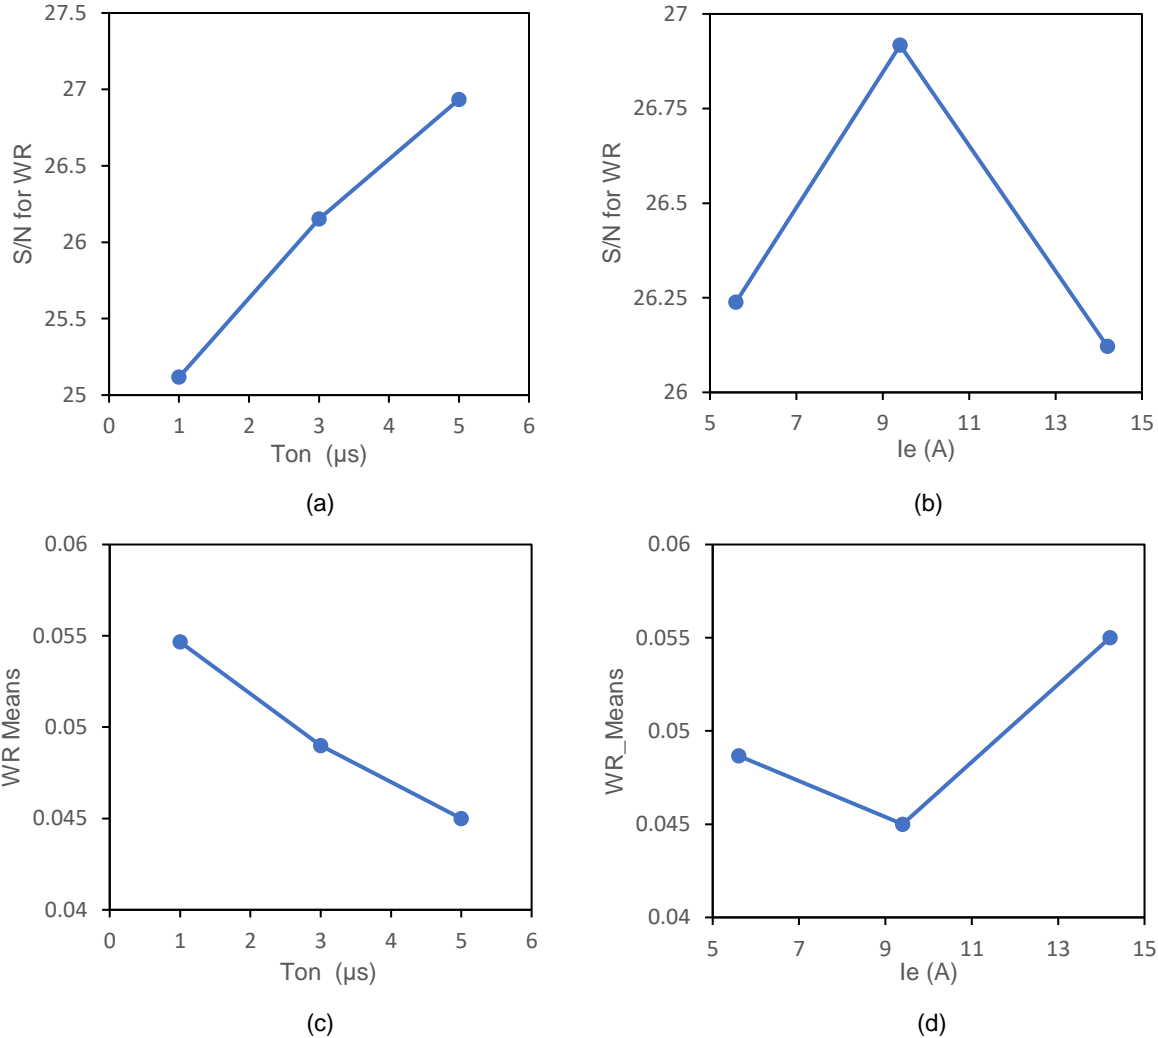 27.5
27
26.5
26
25.5
25
S/N for WR
0 1 2 3 4 5 6
Ton (µs)
(a)
27
26.75
26.5
26.25
26
S/N for WR
5 7 9 11 13 15
Ie (A)
(b)
0.06
0.055
0.05
0.045
0.04
WR Means
0 1 2 3 4 5 6
Ton (µs)
(c)
0.06
0.055
0.05
0.045
0.04
WR_Means
5 7 9 11 13 15
Ie (A)
(d)